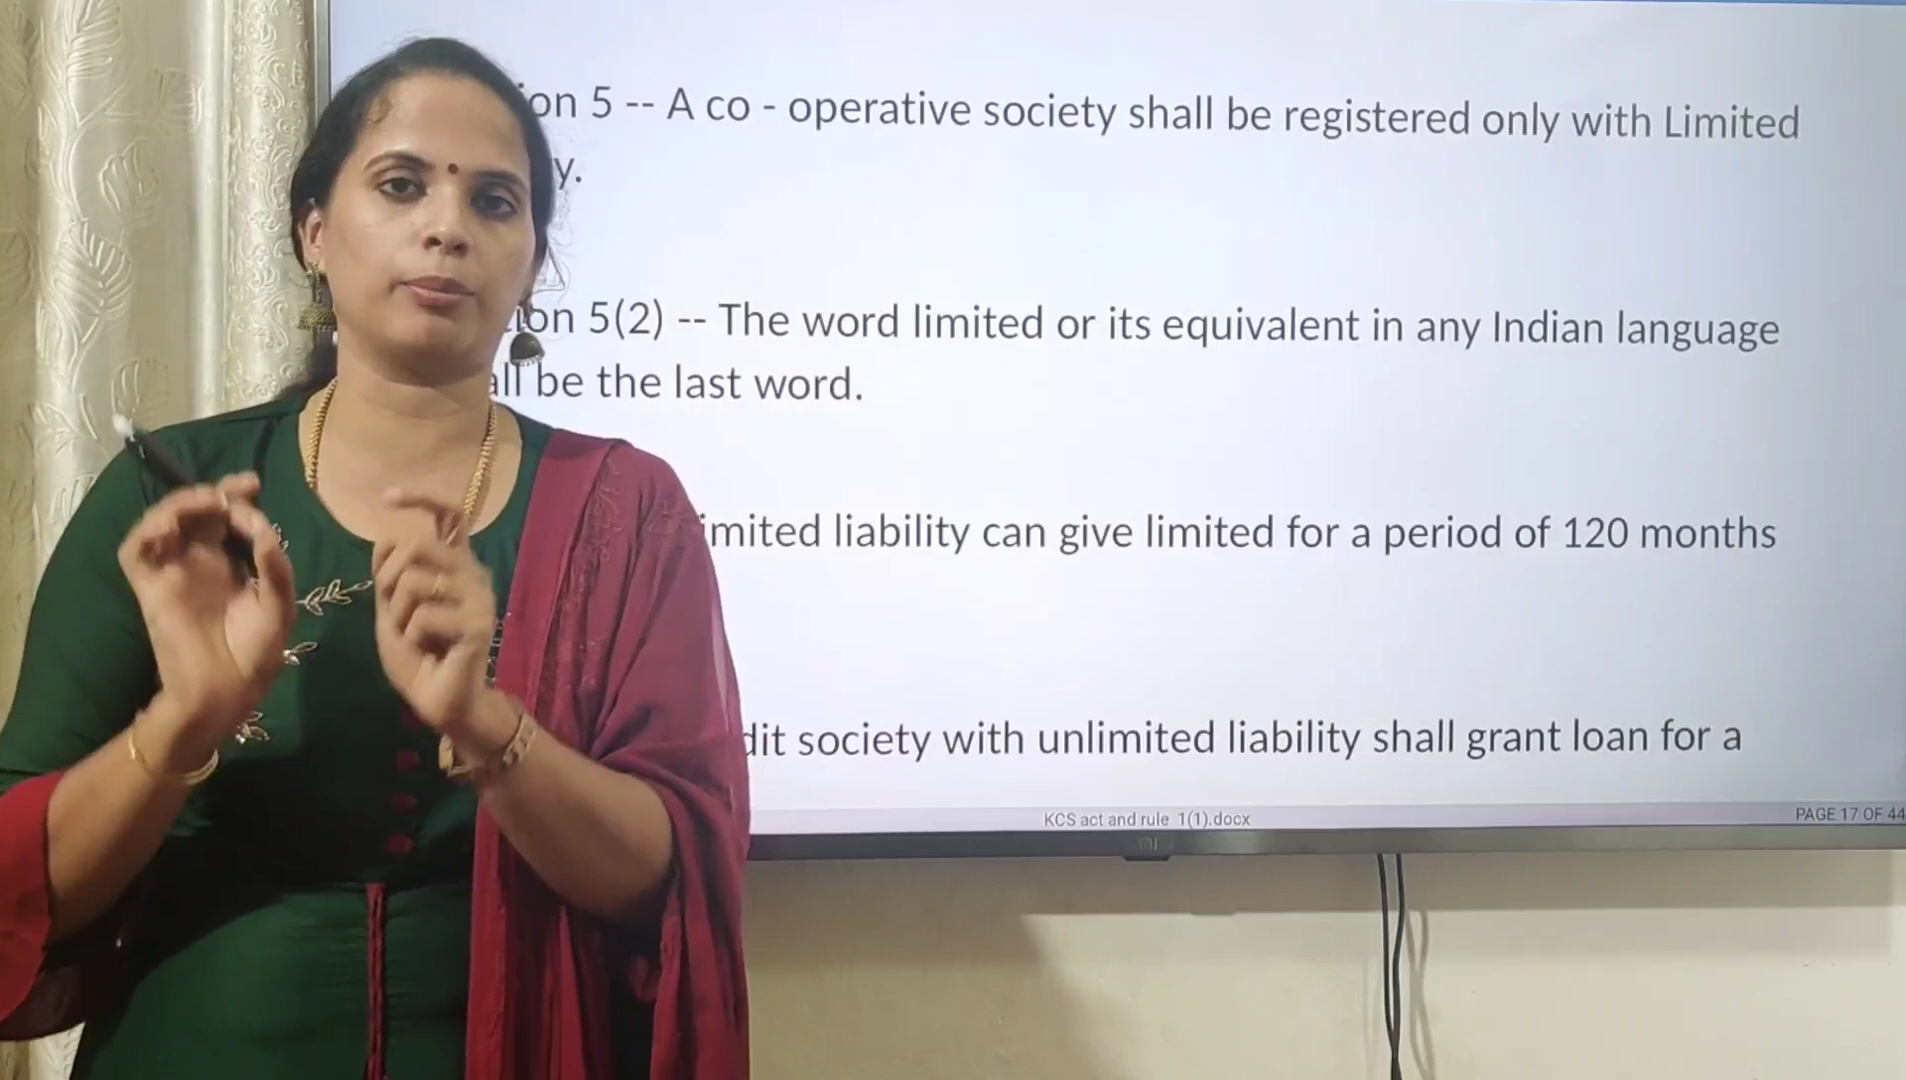 on 5 -- A co - operative society shall be registered only with Limited
y.
ion 5(2) -- The word limited or its equivalent in any Indian language
all be the last word.
imited liability can give limited for a period of 120 months
dit society with unlimited liability shall grant loan for a
KCS act and rule 1(1).docx
PAGE 17 OF 44
mi